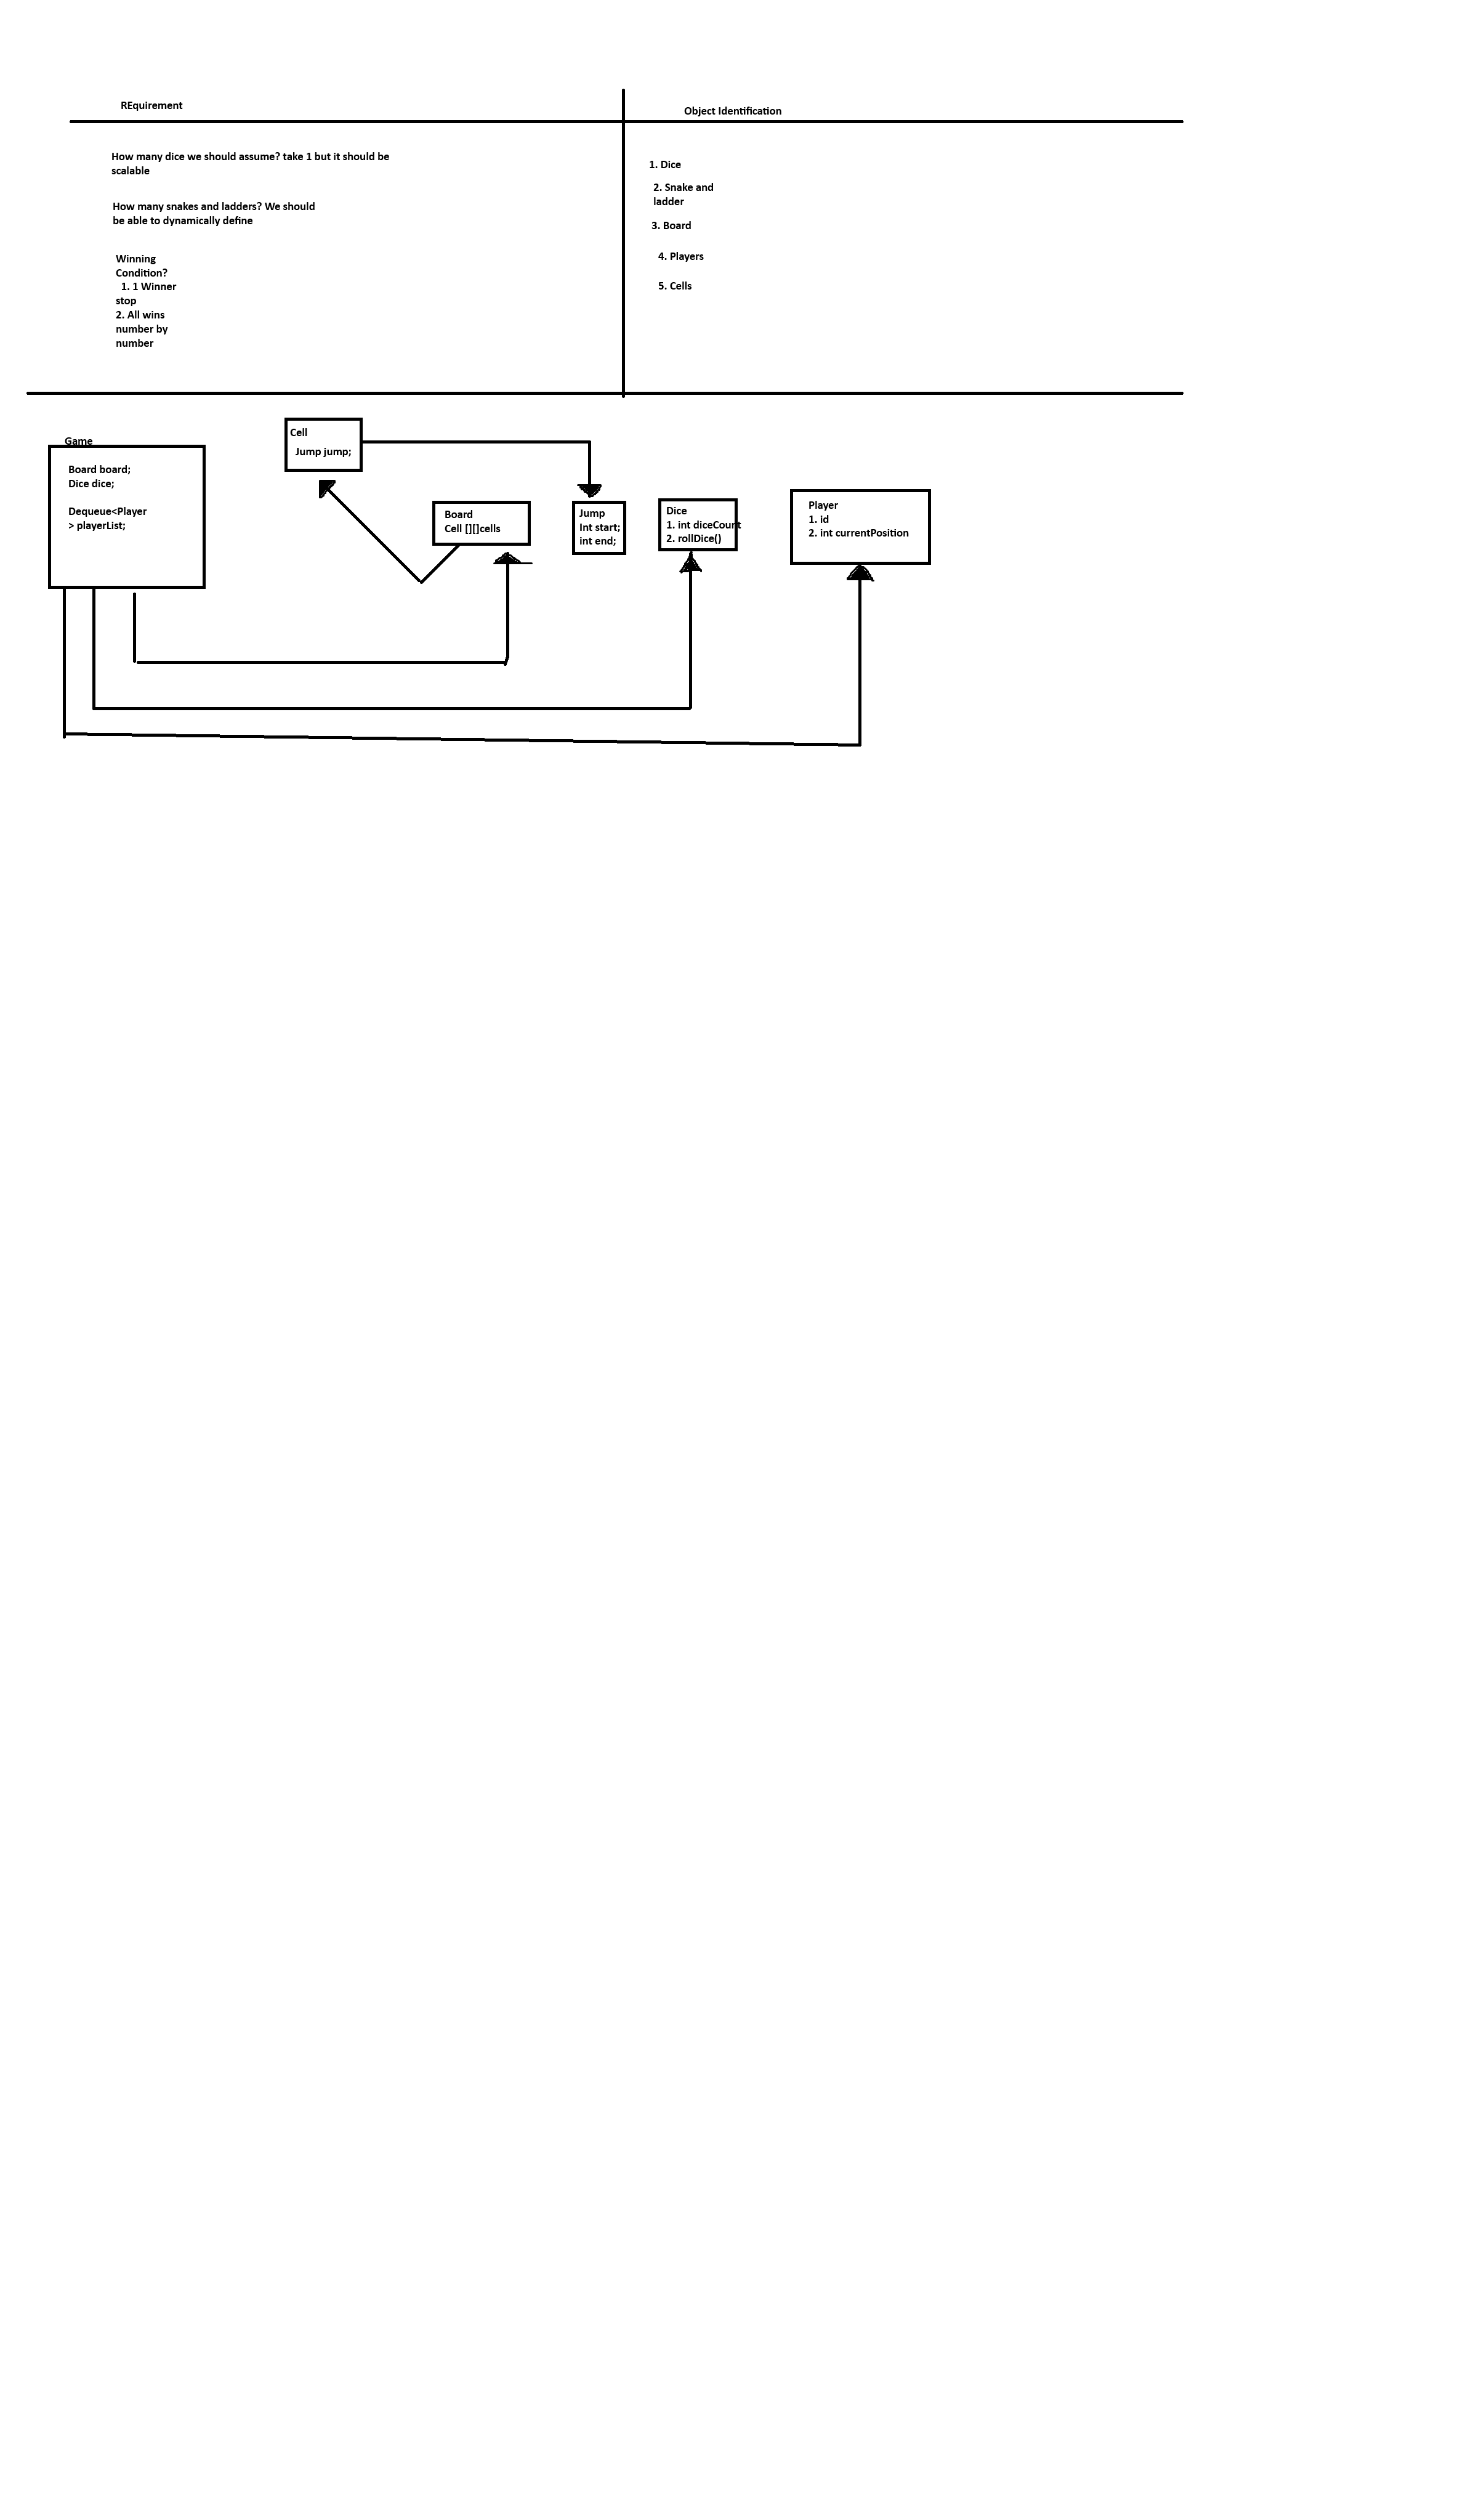 REquirement
Object Identification
How many dice we should assume? take 1 but it should be
scalable
How many snakes and ladders? We should
be able to dynamically define
Winning
Condition?
1. 1 Winner
stop
2. All wins
number by
number
1. Dice
2. Snake and
ladder
3. Board
4. Players
5. Cells
Game
Board board;
Dice dice;
Dequeue<Player
> playerList;
Cell
Jump jump;
Board
Cell [][]cells
Jump
Int start;
int end;
Dice
1. int diceCount
2. rollDice()
Player
1. id
2. int currentPosition